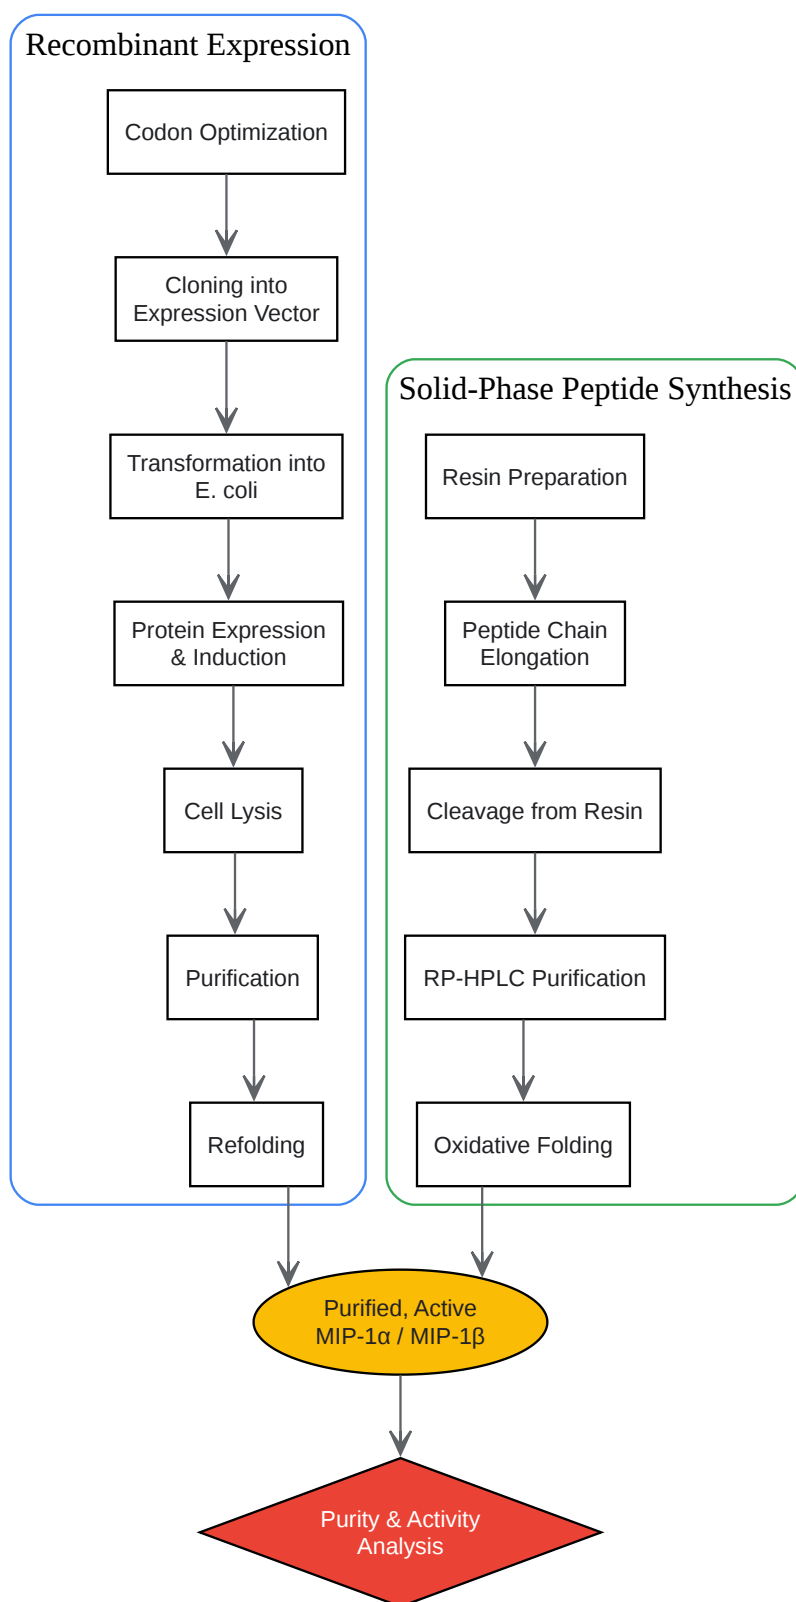 Recombinant Expression
Codon Optimization
Cloning into
Expression Vector
Transformation into
E. coli
Protein Expression
& Induction
Cell Lysis
Purification
Refolding
Solid-Phase Peptide Synthesis
Resin Preparation
Peptide Chain
Elongation
Cleavage from Resin
RP-HPLC Purification
Oxidative Folding
Purified, Active
MIP-1α / MIP-1β
Purity & Activity
Analysis